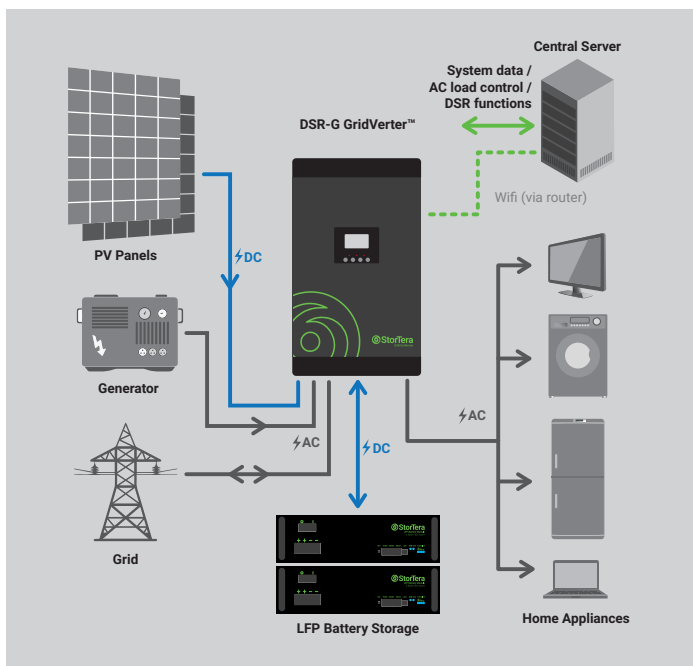 Central Server
System data /
AC load control /
DSR functions
DSR-G GridVerter™
Wifi (via router)
PV Panels
DC
StorTera
Generator
AC
DC
AC
Grid
StorTera
StorTera
LFP Battery Storage
Home Appliances